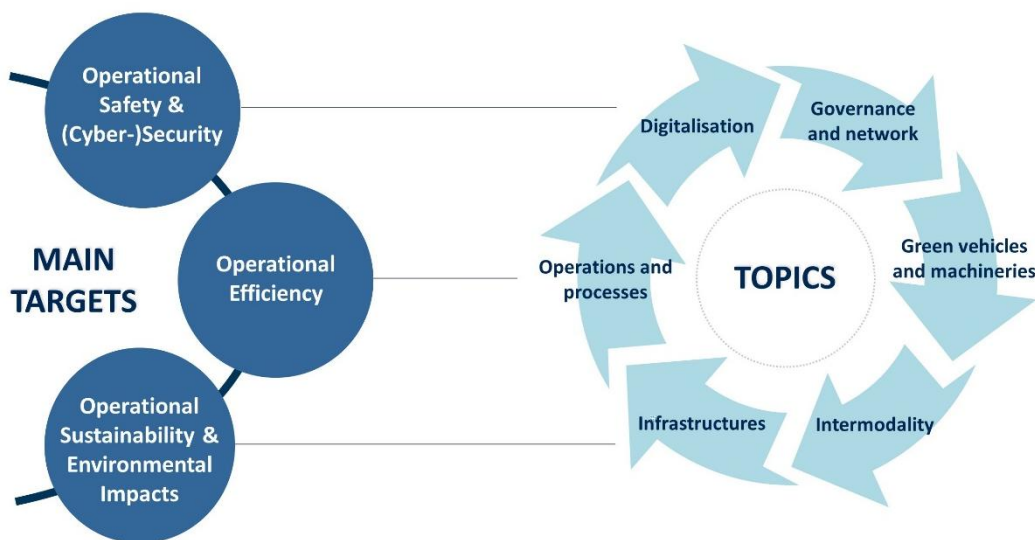 Operational
Safety &
(Cyber-)Security
MAIN
TARGETS
Operational
Efficiency
Operational
Sustainability &
Environmental
Impacts
TOPICS
Digitalisation
Governance
and network
Green vehicles
and machineries
Intermodality
Infrastructures
Operations and
processes